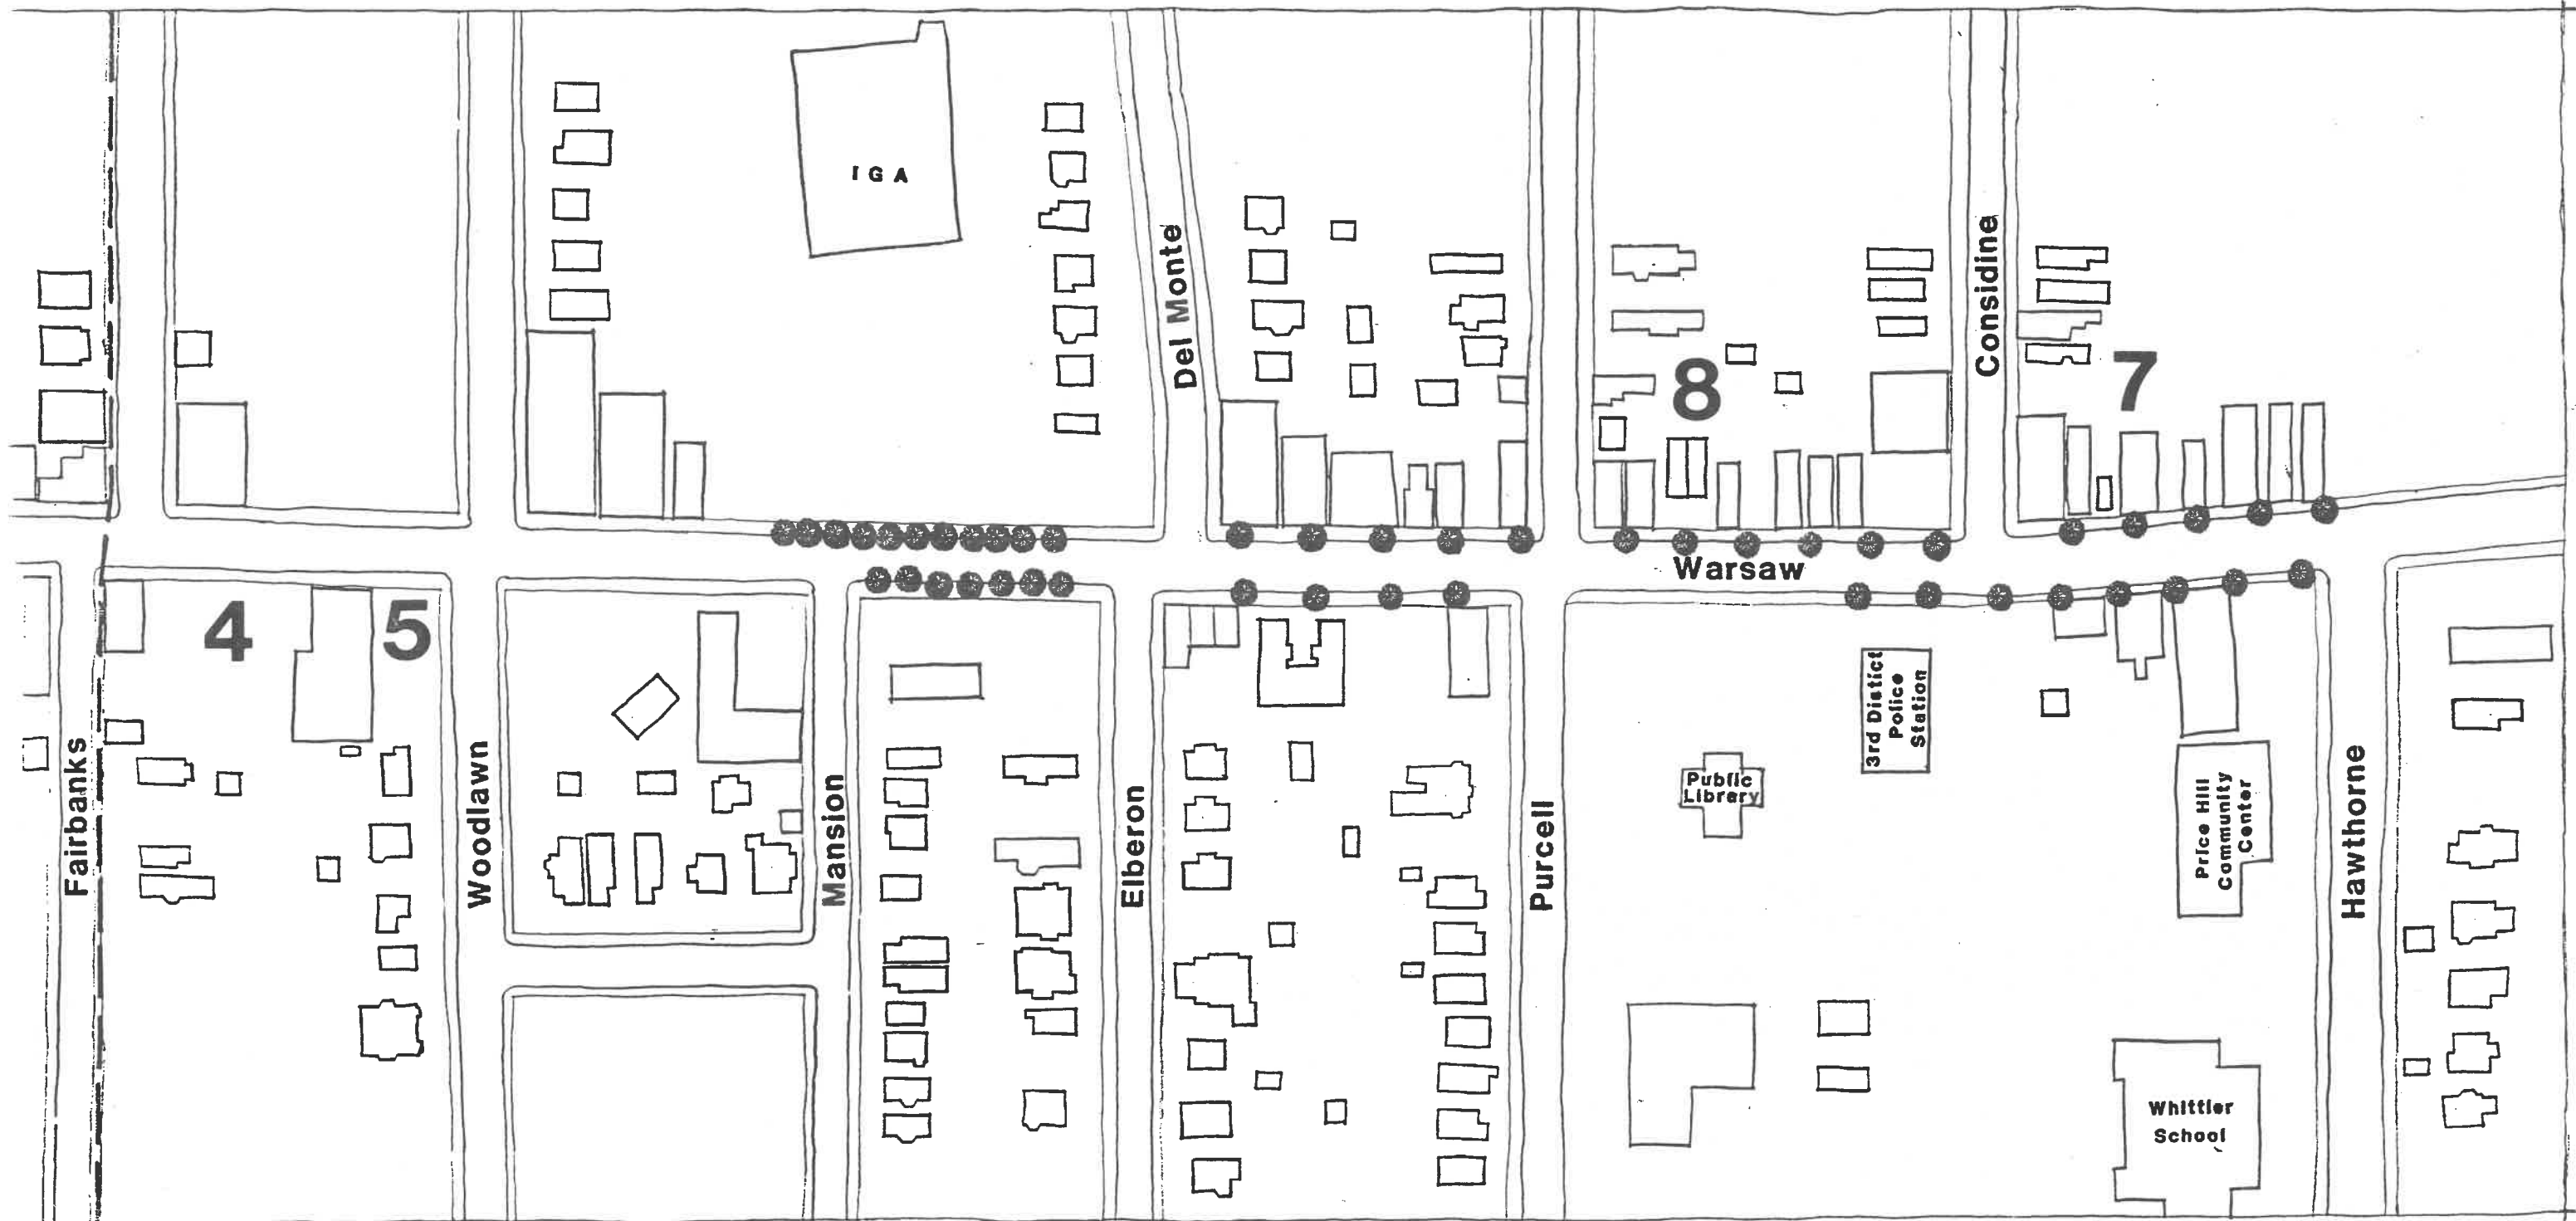 I G A
Del Monte
Considine
8
7
Warsaw
4
5
Fairbanks
Woodlawn
Mansion
Elberon
Purcell
Public
Library
3rd Distict
Police
Station
Price Hill
Community
Center
Hawthorne
Whittier
School